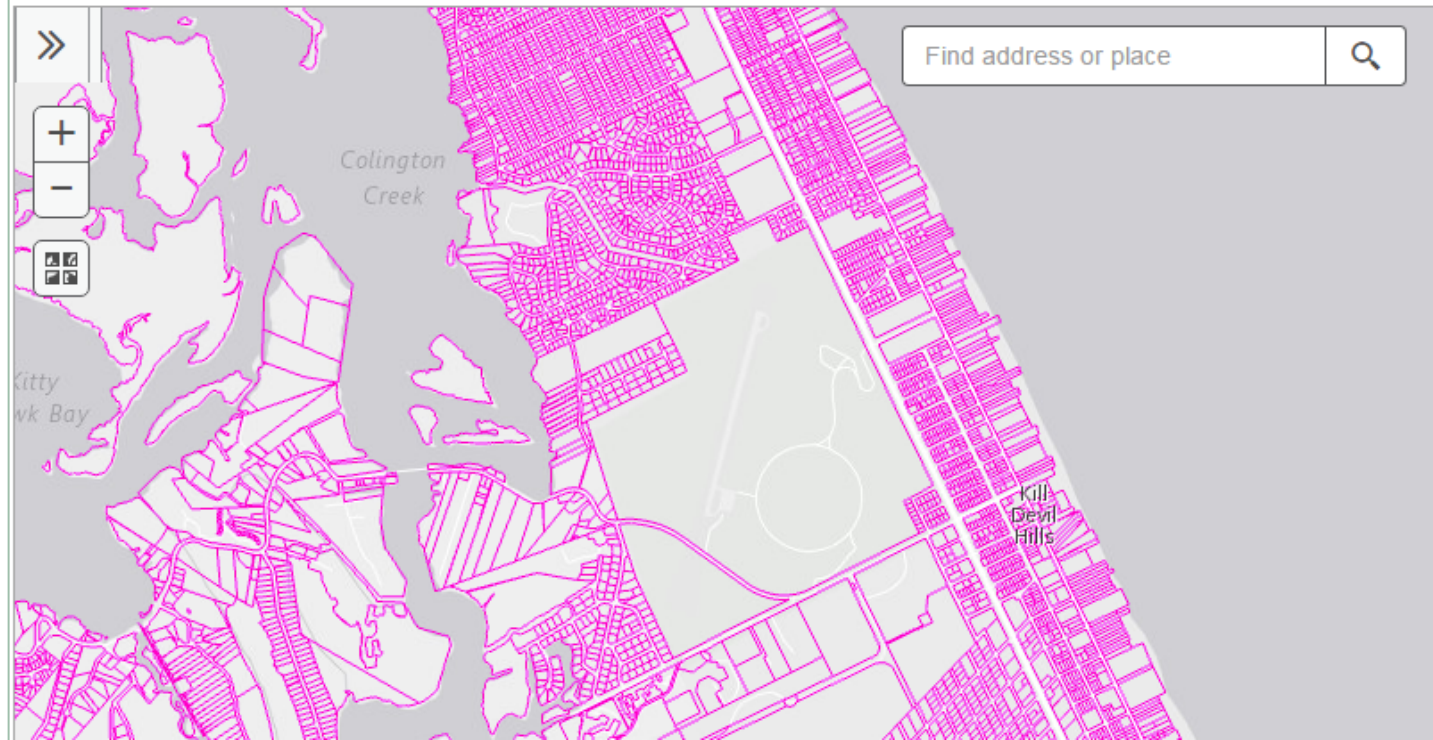 Find address or place
Colington
Creek
Kitty
wk Bay
Kill
Devil
Hills